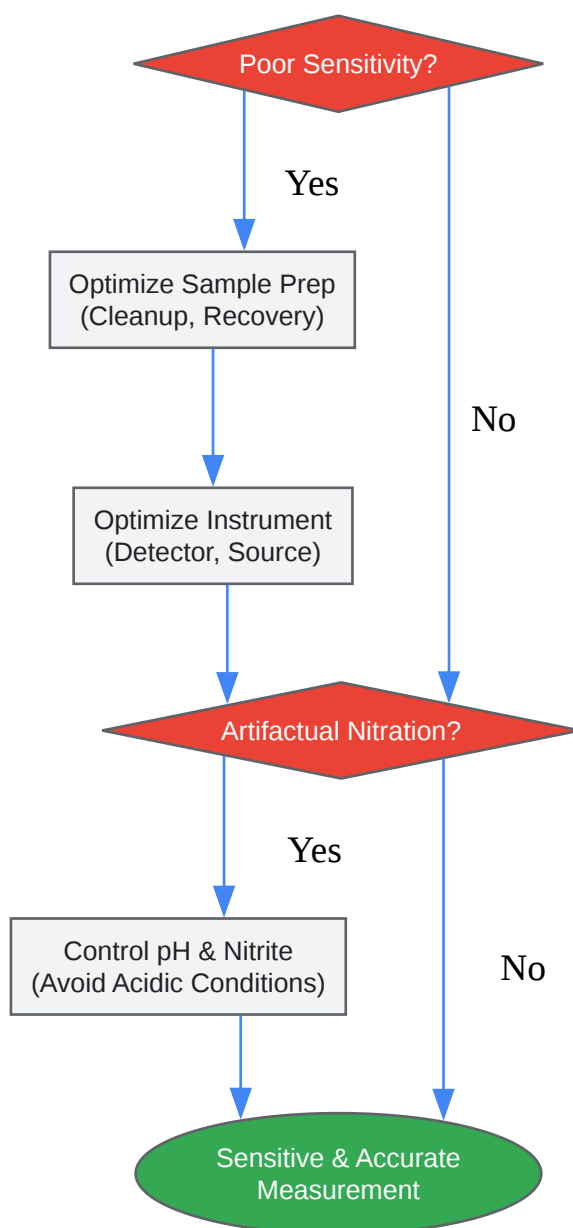 Poor Sensitivity?
Yes
Optimize Sample Prep
(Cleanup, Recovery)
No
Optimize Instrument
(Detector, Source)
Artifactual Nitration?
Yes
Control pH & Nitrite
(Avoid Acidic Conditions)
No
Sensitive & Accurate
Measurement